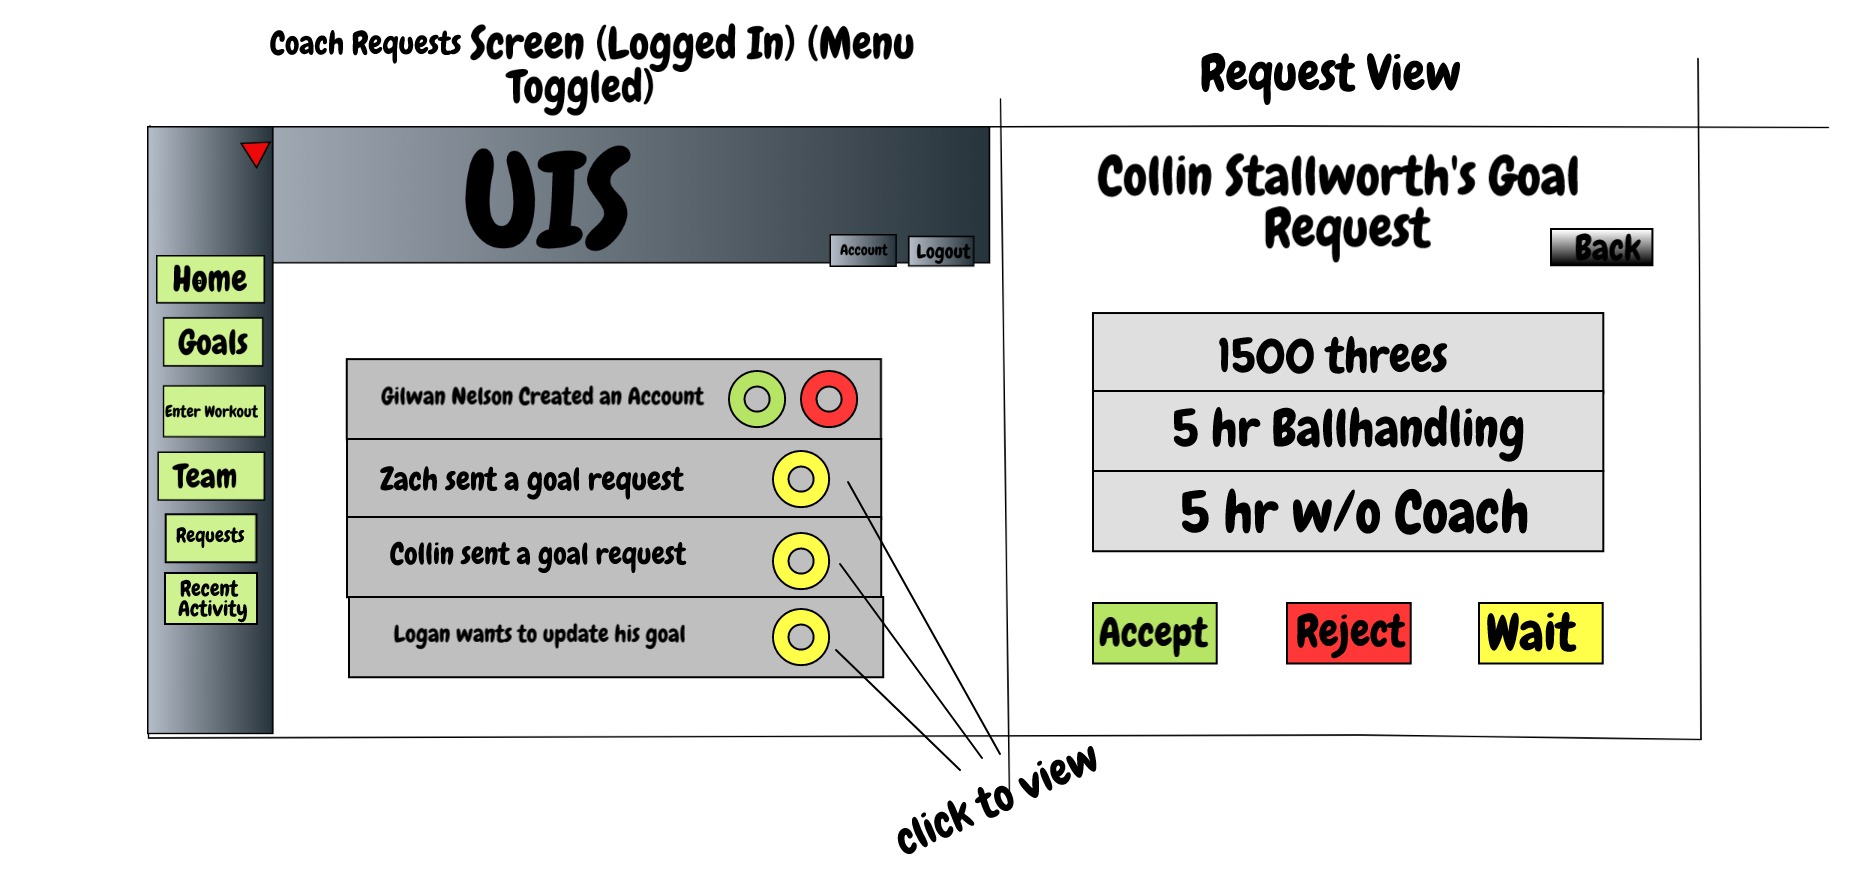 Coach Requests Screen (Logged In) (Menu
Toggled)
Request View
UIS
Account
Logout
Home
Goals
Enter Workout
Team
Requests
Recent
Activity
Gilwan Nelson Created an Account
Zach sent a goal request
Collin sent a goal request
Logan wants to update his goal
click to view
Collin Stallworth's Goal
Request
Back
1500 threes
5 hr Ballhandling
5 hr w/o Coach
Accept
Reject
Wait